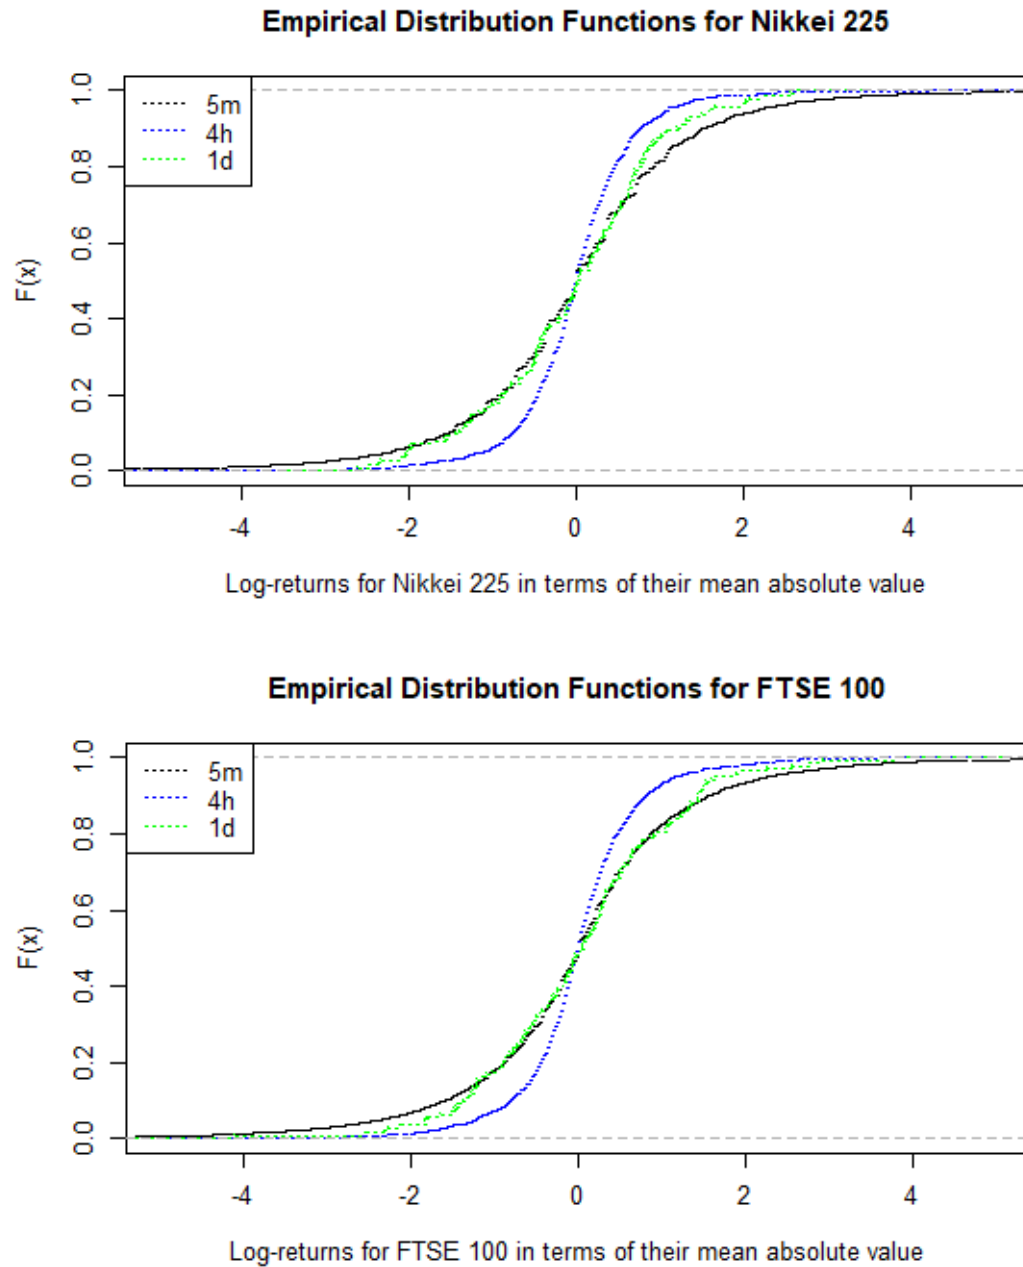 Empirical Distribution Functions for Nikkei 225
5m
4h
1d
F(x)
1.0
0.8
0.6
0.4
0.2
0.0
-4 -2 0 2 4
Log-returns for Nikkei 225 in terms of their mean absolute value
Empirical Distribution Functions for FTSE 100
5m
4h
1d
F(x)
1.0
0.8
0.6
0.4
0.2
0.0
-4 -2 0 2 4
Log-returns for FTSE 100 in terms of their mean absolute value